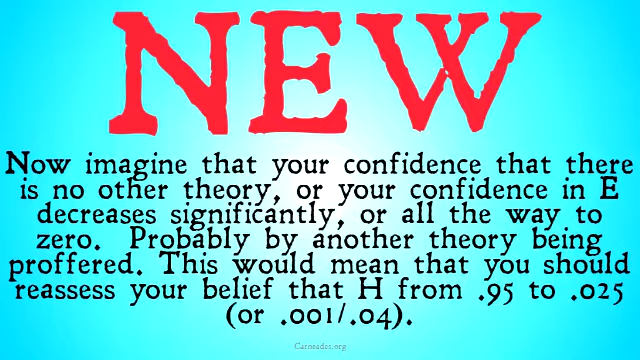 NEW
Now imagine that your confidence that there
is no other theory, or your confidence in E
decreases significantly, or all the way to
zero.  Probably by another theory being
proffered. This would mean that you should
reassess your belief that H from .95 to .025
(or .001/.04).
Carneades.org